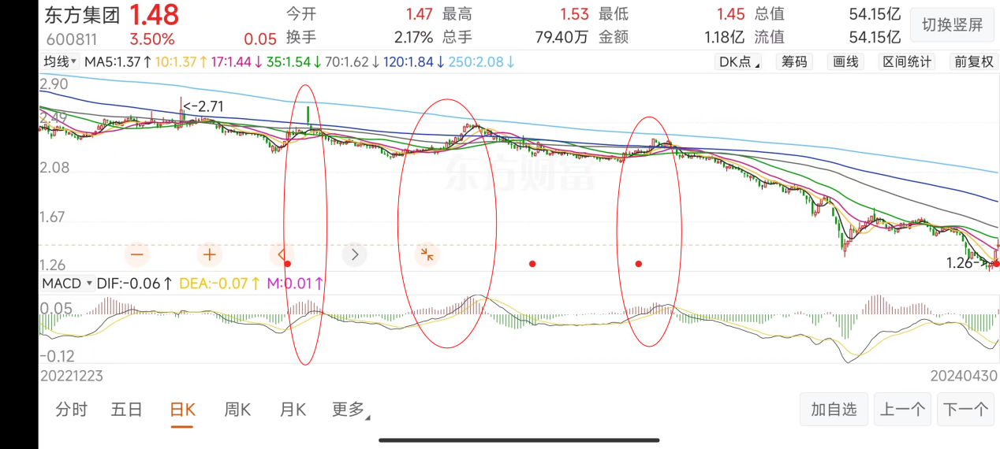 东方集团 1.48 今开 1.47 最高 1.53 最低 1.45 总值 54.15亿 切换竖屏
600811 3.50% 0.05 换手 2.17% 总手 79.40万 金额 1.18亿 流值 54.15亿
均线▾ MA5:1.37↑ 10:1.37↑ 17:1.44↓ 35:1.54↓ 70:1.62↓ 120:1.84↓ 250:2.08↓ DK点 筹码 画线 区间统计 前复权
2.90
<-2.71
2.49
2.08
东方财富
1.67
1.26
1.26->
MACD ▾ DIF:-0.06↑ DEA:-0.07↑ M:0.01↑
0.05
-0.12
20221223 20240430
分时 五日 日K 周K 月K 更多 加自选 上一个 下一个